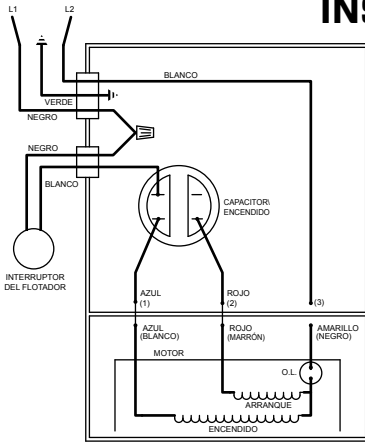 INS
L1
L2
BLANCO
VERDE
NEGRO
NEGRO
BLANCO
CAPACITOR\
ENCENDIDO
INTERRUPTOR
DEL FLOTADOR
AZUL
(1)
ROJO
(2)
(3)
AZUL
(BLANCO)
ROJO
(MARRÓN)
AMARILLO
(NEGRO)
MOTOR
O.L.
ARRANQUE
ENCENDIDO